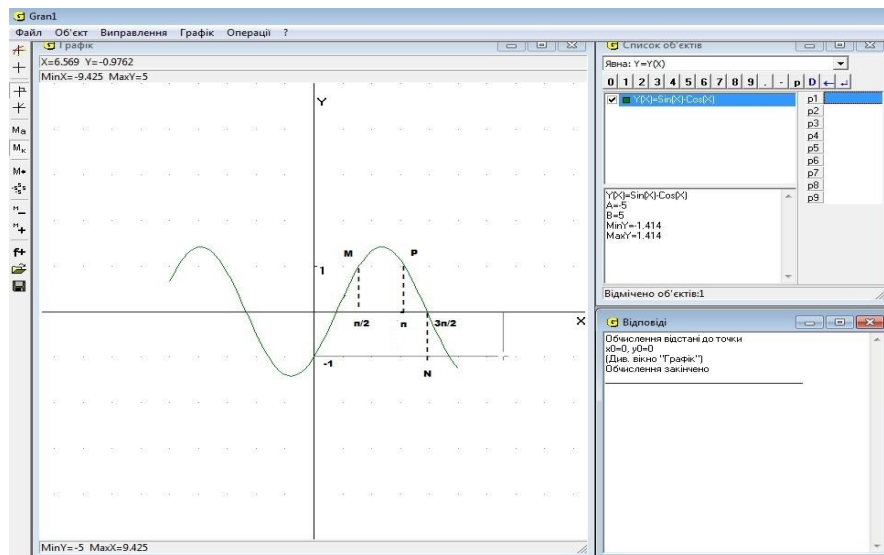 Gran1
Файл Об'єкт Виправлення Графік Операції ?
Графік
X=6.569 Y=-0.9762
MinX=-9.425 MaxY=5
Y
M
P
1
п/2
п
3п/2
X
-1
N
MinY=-5 MaxX=9.425
Ma
Mк
M
M
M
f+
Список об'єктів
Явна: Y=Y(X)
0 1 2 3 4 5 6 7 8 9 . - p D
Y(X)=Sin(X)-Cos(X)
p1
p2
p3
p4
p5
p6
p7
p8
p9
Y(X)=Sin(X)-Cos(X)
A=-5
B=5
MinY=-1.414
MaxY=1.414
Відмічено об'єктів:1
Відповіді
Обчислення відстані до точки
x0=0, y0=0
(Див. вікно "Графік")
Обчислення закінчено